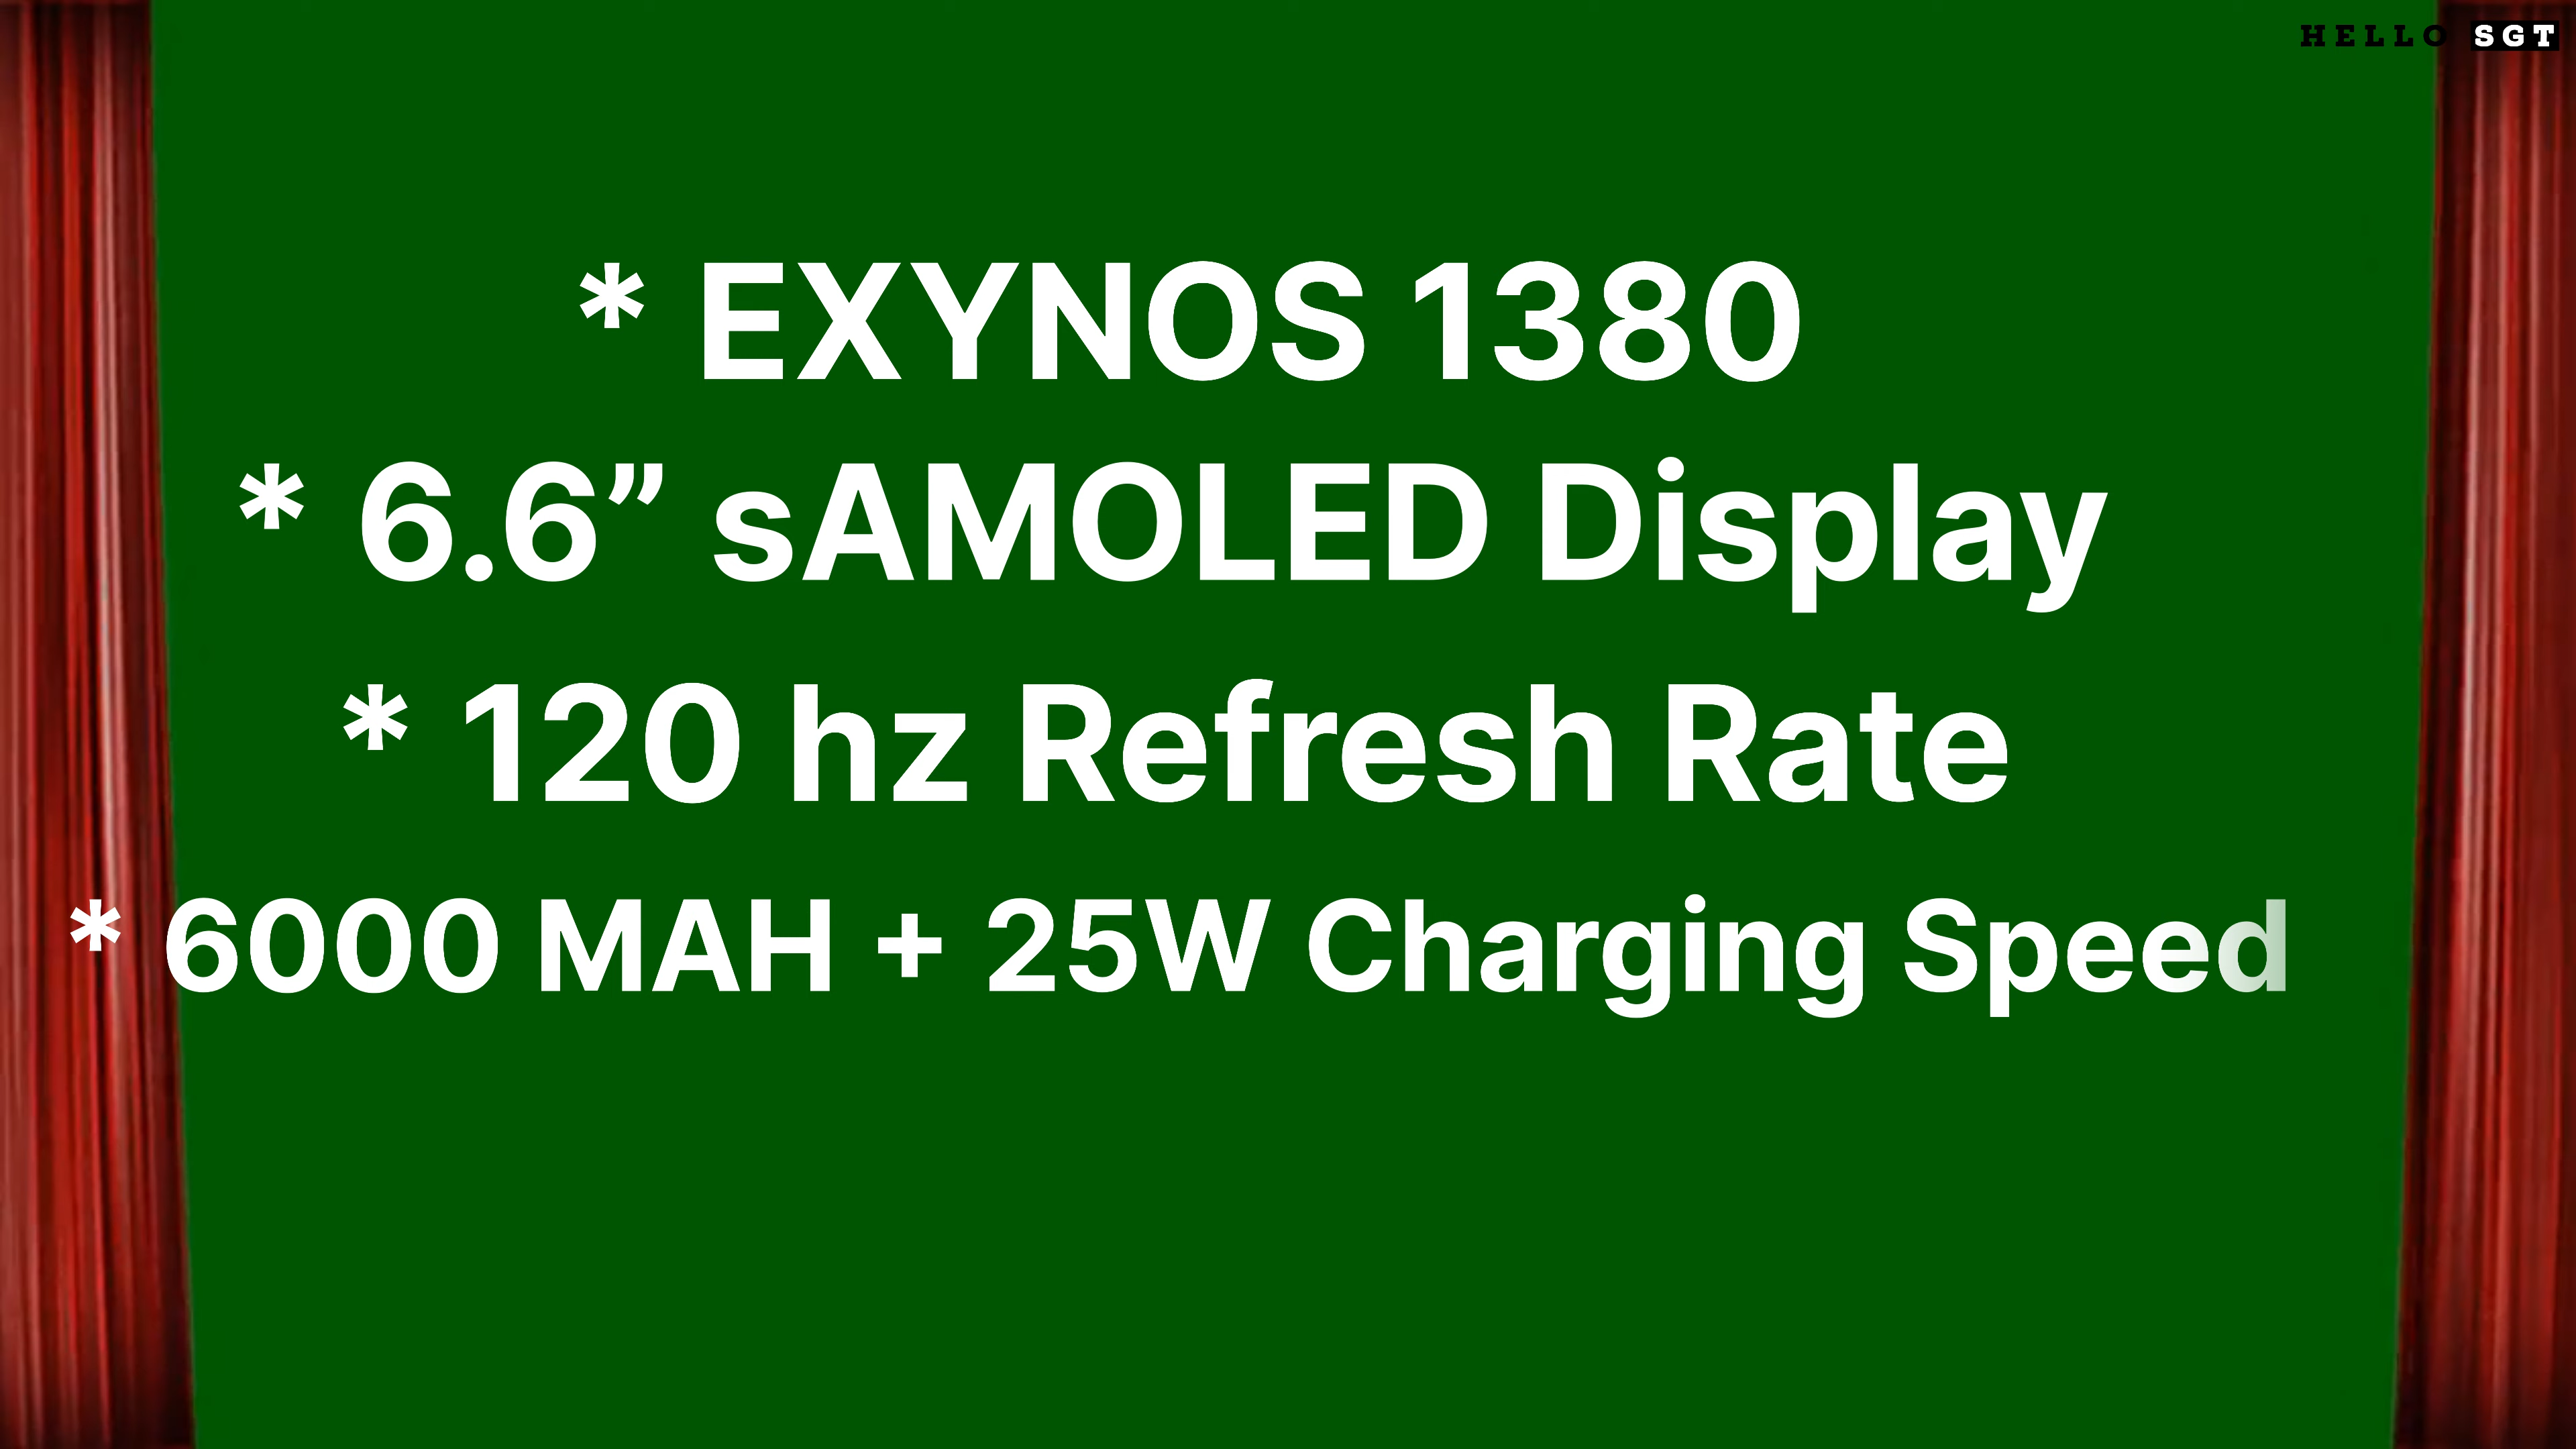 HELLO SGT
* EXYNOS 1380
* 6.6” sAMOLED Display
* 120 hz Refresh Rate
* 6000 MAH + 25W Charging Speed